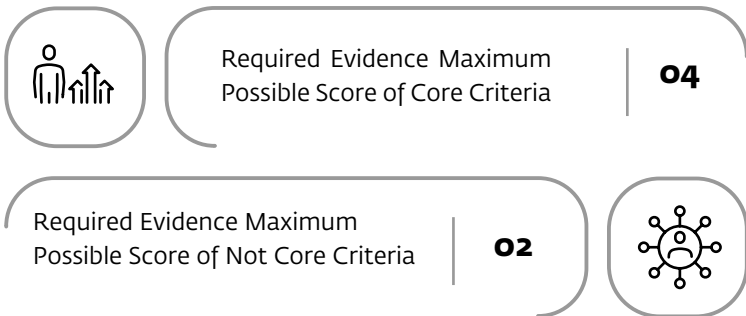 Required Evidence Maximum
Possible Score of Core Criteria
04
Required Evidence Maximum
Possible Score of Not Core Criteria
02